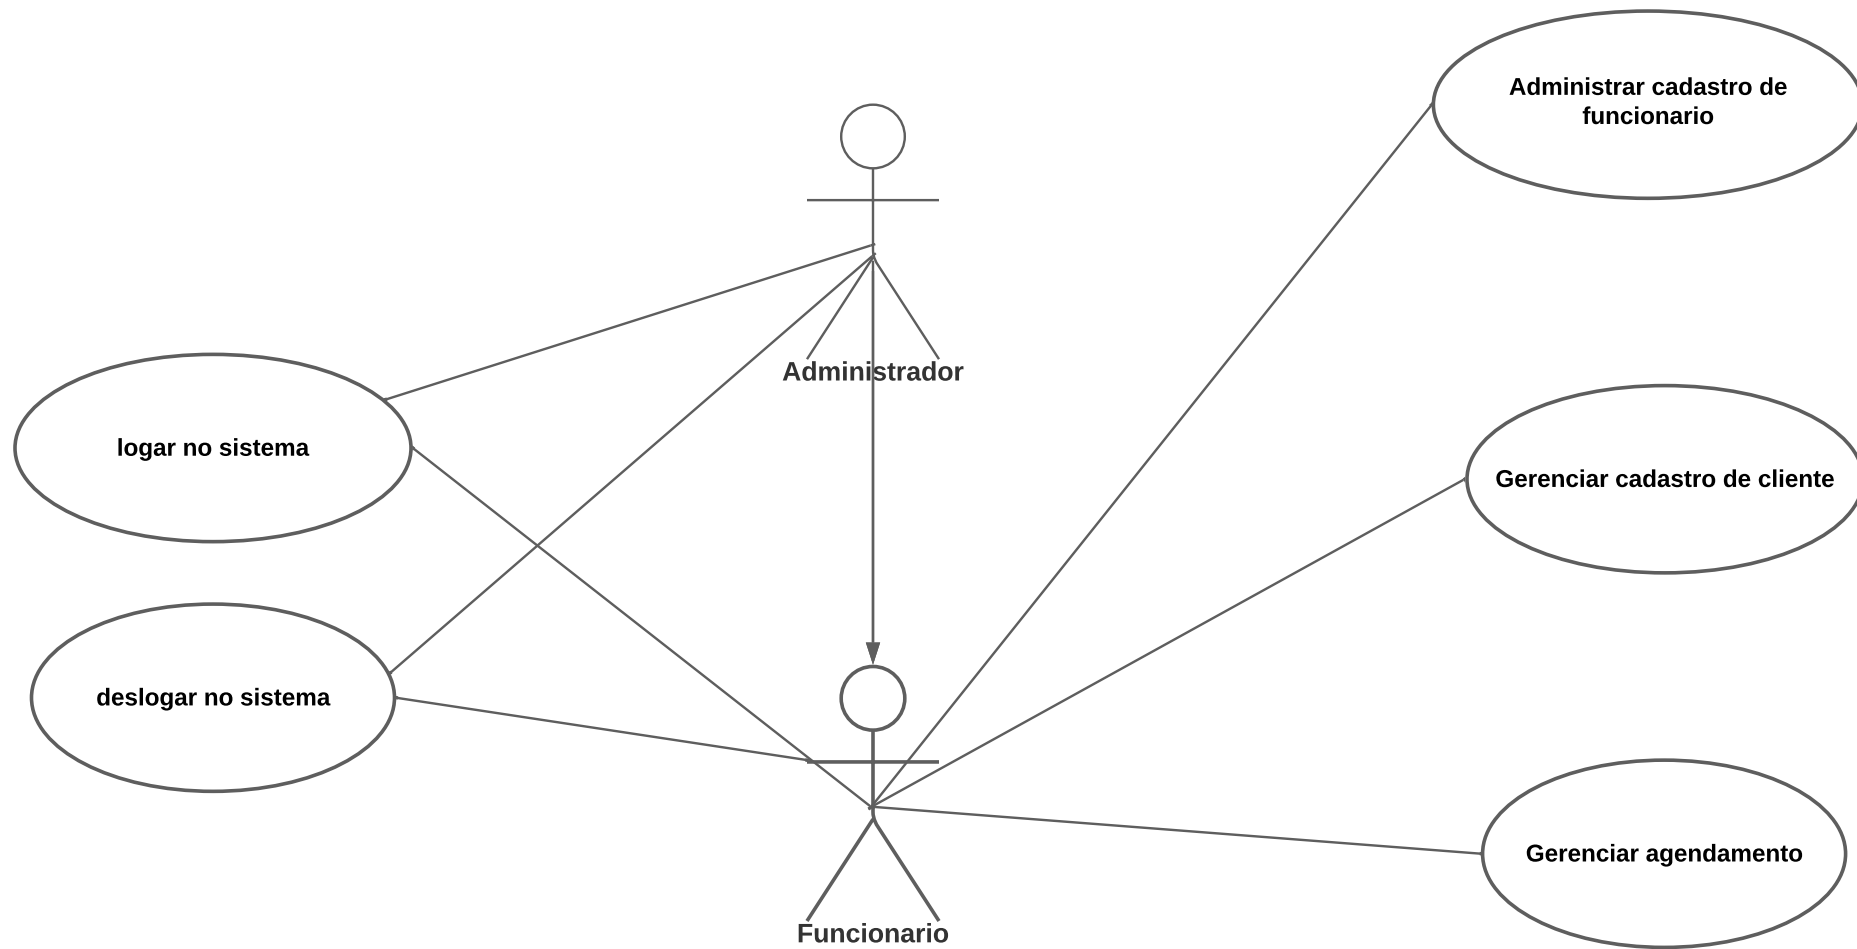 Administrar cadastro de
funcionario
Administrador
logar no sistema
Gerenciar cadastro de cliente
deslogar no sistema
Gerenciar agendamento
Funcionario